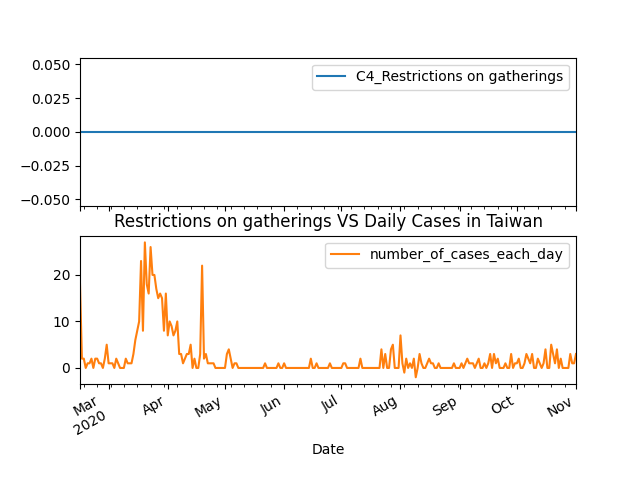 0.050
0.025
0.000
−0.025
−0.050
C4_Restrictions on gatherings
Restrictions on gatherings VS Daily Cases in Taiwan
20
10
0
number_of_cases_each_day
Mar
2020
Apr
May
Jun
Jul
Aug
Sep
Oct
Nov
Date